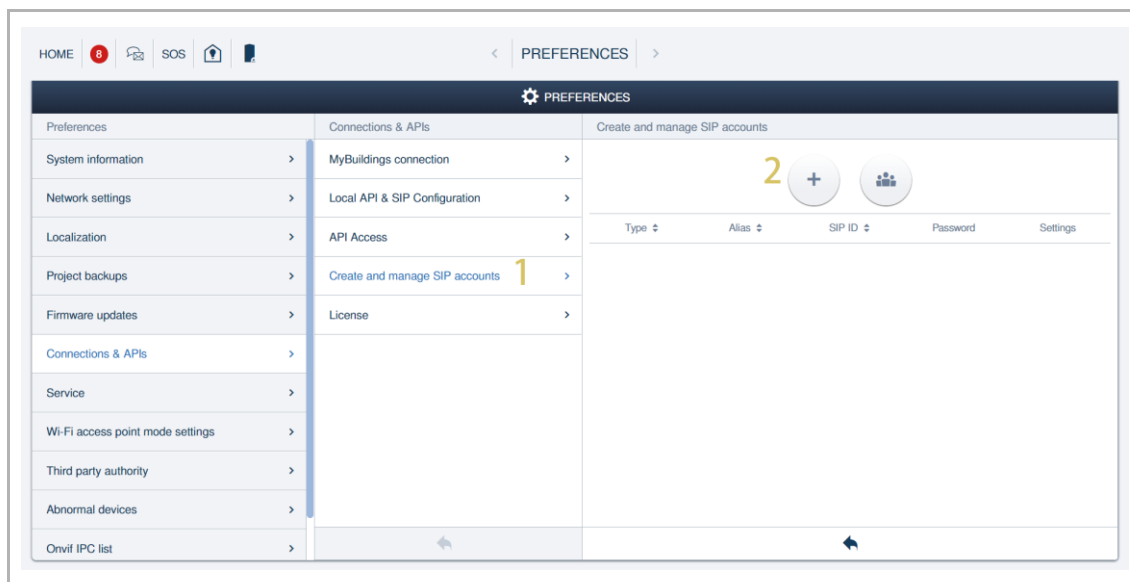 HOME 8 SOS < PREFERENCES >
PREFERENCES
Preferences
System information
Network settings
Localization
Project backups
Firmware updates
Connections & APIs
Service
Wi-Fi access point mode settings
Third party authority
Abnormal devices
Onvif IPC list
Connections & APIs
MyBuildings connection
Local API & SIP Configuration
API Access
Create and manage SIP accounts 1
License
Create and manage SIP accounts
2 +
Type Alias SIP ID Password Settings